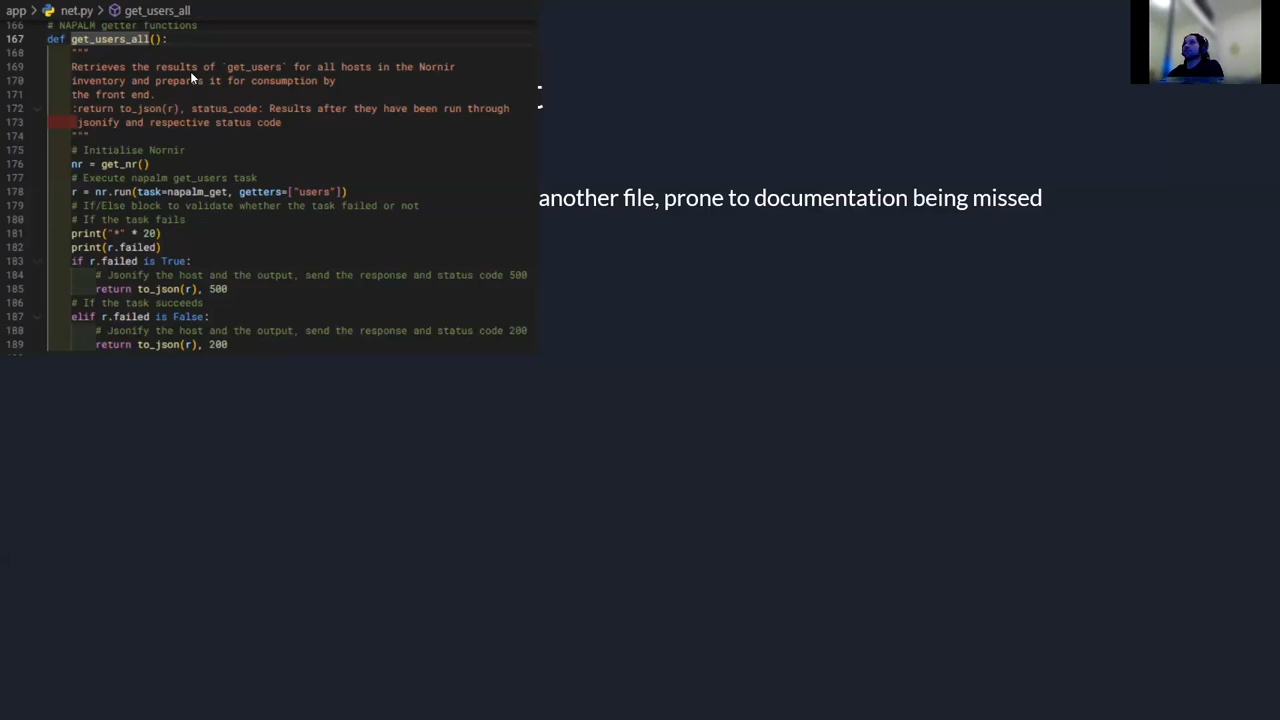 app > net.py > get_users_all
166 # NAPALM getter functions
167 def get_users_all():
168 """
169 Retrieves the results of `get_users` for all hosts in the Nornir
170 inventory and prepares it for consumption by
171 the front end.
172 :return to_json(r), status_code: Results after they have been run through
173 jsonify and respective status code
174 """
175 # Initialise Nornir
176 nr = get_nr()
177 # Execute napalm get_users task
178 r = nr.run(task=napalm_get, getters=["users"])
179 # If/Else block to validate whether the task failed or not
180 # If the task fails
181 print("*" * 20)
182 print(r.failed)
183 if r.failed is True:
184 # Jsonify the host and the output, send the response and status code 500
185 return to_json(r), 500
186 # If the task succeeds
187 elif r.failed is False:
188 # Jsonify the host and the output, send the response and status code 200
189 return to_json(r), 200
another file, prone to documentation being missed